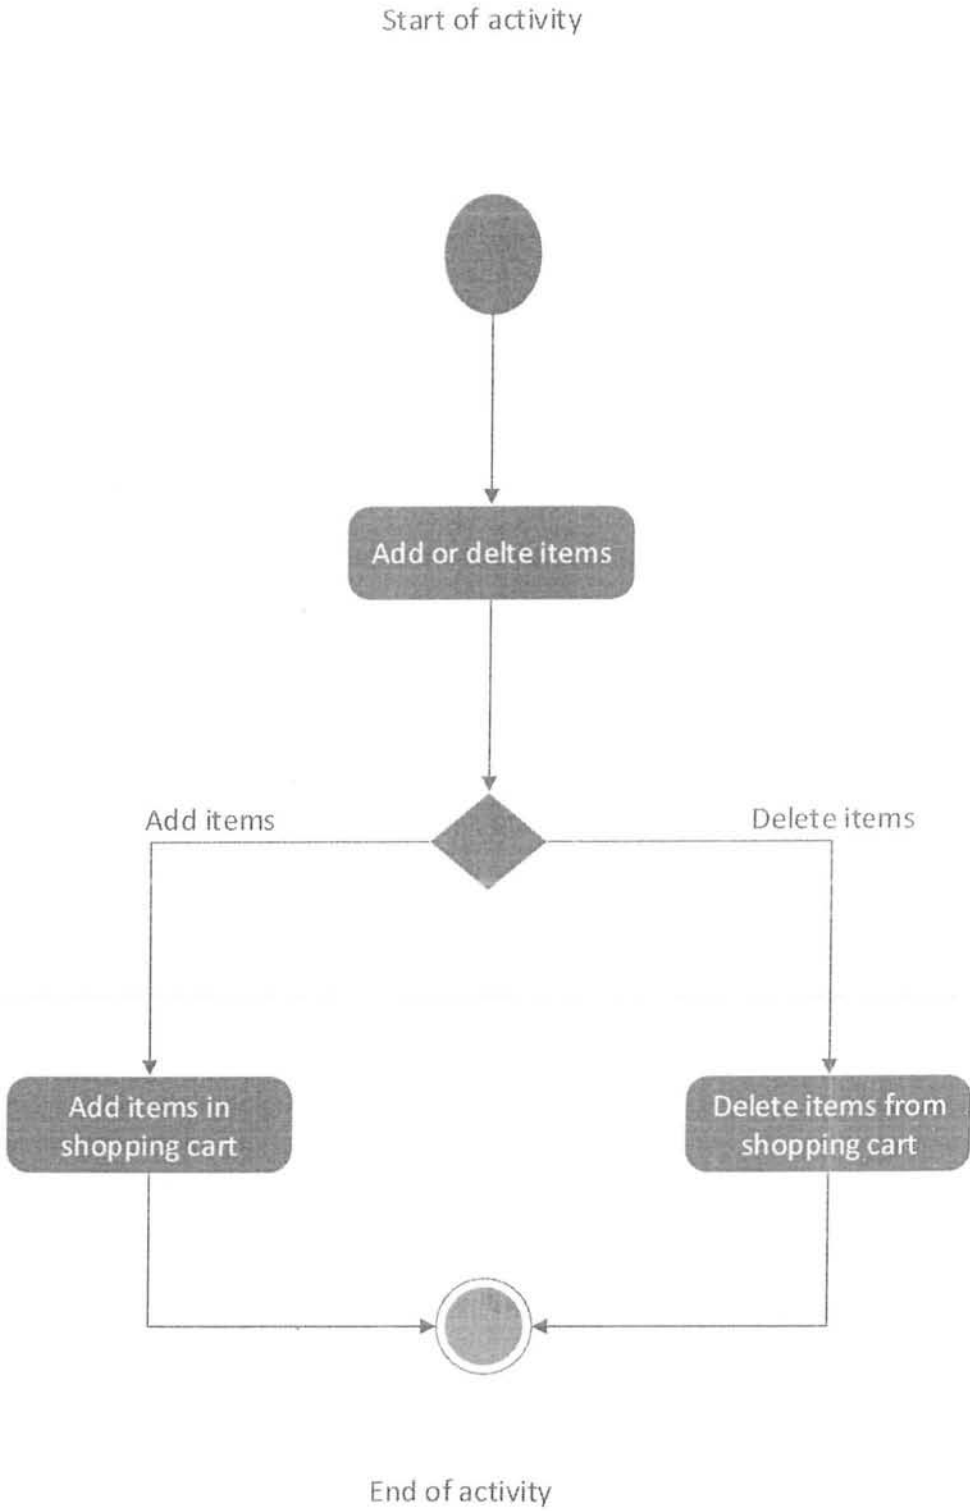 Start of activity
Add or delte items
Add items
Delete items
Add items in
shopping cart
Delete items from
shopping cart
End of activity